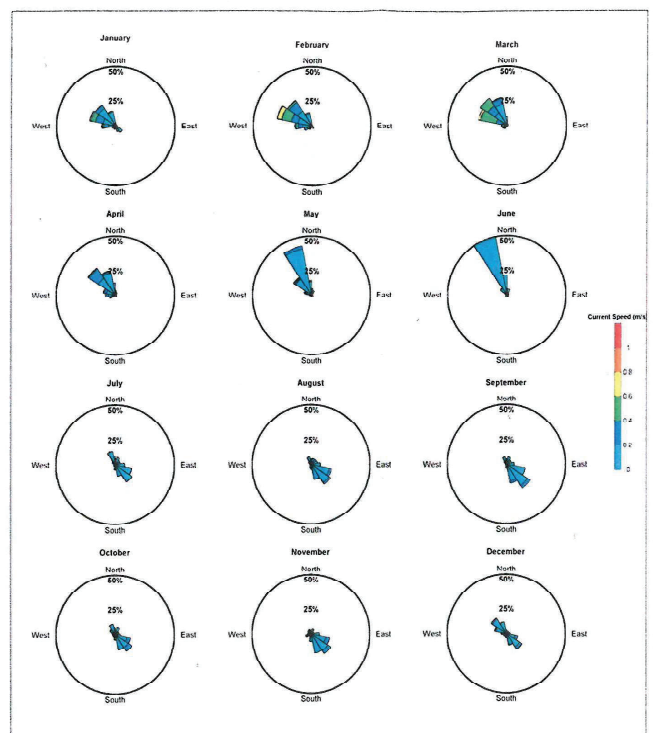 January
North
50%
25%
West
East
South
February
North
50%
25%
West
East
South
March
North
50%
25%
West
East
South
April
North
50%
25%
West
East
South
May
North
50%
25%
West
East
South
June
North
50%
25%
West
East
South
Current Speed (m/s)
1
0.8
0.6
0.4
0.2
0
July
North
50%
25%
West
East
South
August
North
50%
25%
West
East
South
September
North
50%
25%
West
East
South
October
North
50%
25%
West
East
South
November
North
50%
25%
West
East
South
December
North
50%
25%
West
East
South